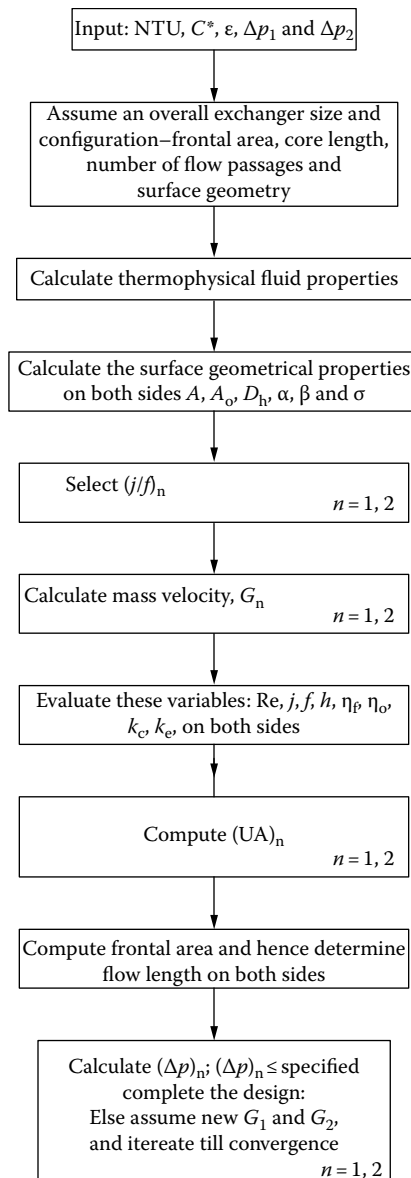 Input: NTU, C*, ε, Δp₁ and Δp₂
Assume an overall exchanger size and
configuration–frontal area, core length,
number of flow passages and
surface geometry
Calculate thermophysical fluid properties
Calculate the surface geometrical properties
on both sides A, Aₒ, Dₕ, α, β and σ
Select (j/f)ₙ
n = 1, 2
Calculate mass velocity, Gₙ
n = 1, 2
Evaluate these variables: Re, j, f, h, η_f, ηₒ,
k_c, kₑ, on both sides
Compute (UA)ₙ
n = 1, 2
Compute frontal area and hence determine
flow length on both sides
Calculate (Δp)ₙ; (Δp)ₙ ≤ specified
complete the design:
Else assume new G₁ and G₂,
and itereate till convergence
n = 1, 2